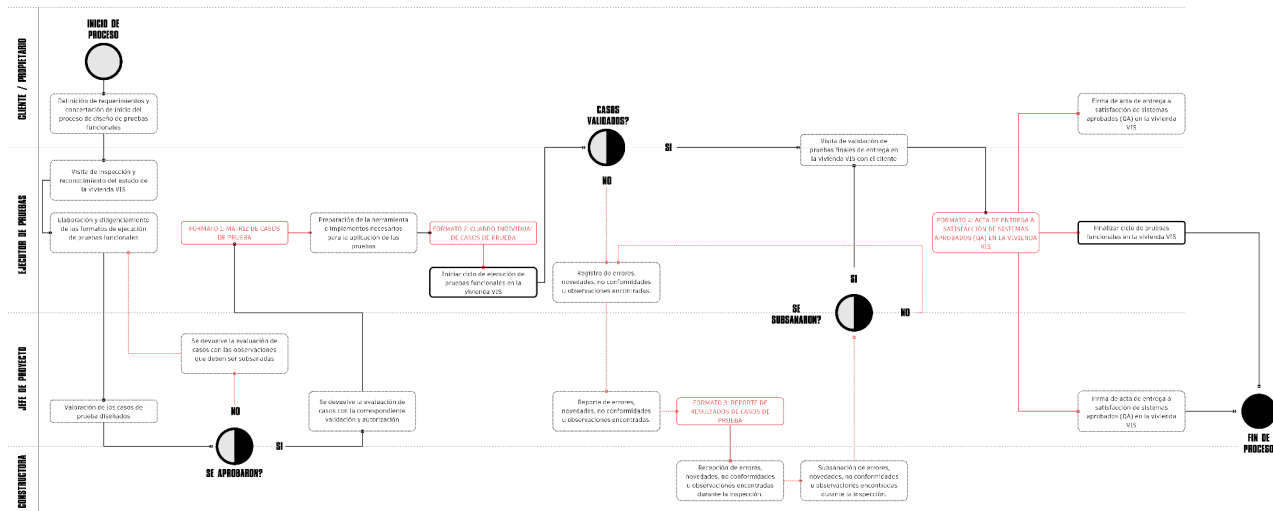 CLIENTE / PROPIETARIO
INICIO DE
PROCESO
Definición de requerimientos y
concertación de inicio del
proceso de diseño de pruebas
funcionales
CASOS
VALIDADOS?
SI
NO
Visita de validación de
pruebas finales de entrega en
la vivienda VIS con el cliente
Firma de acta de entrega a
satisfacción de sistemas
aprobados (QA) en la vivienda
VIS
EJECUTOR DE PRUEBAS
Visita de inspección y
reconocimiento del estado de
la vivienda VIS
Elaboración y diligenciamiento
de los formatos de ejecución
de pruebas funcionales
FORMATO 1: MATRIZ DE CASOS
DE PRUEBA
Preparación de la herramienta
o implementos necesarios
para la aplicación de las
pruebas
FORMATO 2: CUADRO INDIVIDUAL
DE CASOS DE PRUEBA
Iniciar ciclo de ejecución de
pruebas funcionales en la
vivienda VIS
Registro de errores,
novedades, no conformidades
u observaciones encontradas.
SI
SE
SUBSANARON?
NO
FORMATO 4: ACTA DE ENTREGA A
SATISFACCIÓN DE SISTEMAS
APROBADOS (QA) EN LA VIVIENDA
VIS
Finalizar ciclo de pruebas
funcionales en la vivienda VIS
JEFE DE PROYECTO
Se devuelve la evaluación de
casos con las observaciones
que deben ser subsanadas
Valoración de los casos de
prueba diseñados
NO
SI
SE APROBARON?
Se devuelve la evaluación de
casos con la correspondiente
validación y autorización
Reporte de errores,
novedades, no conformidades
u observaciones encontradas.
FORMATO 3: REPORTE DE
RESULTADOS DE CASOS DE
PRUEBA
Firma de acta de entrega a
satisfacción de sistemas
aprobados (QA) en la vivienda
VIS
FIN DE
PROCESO
CONSTRUCTORA
Recepción de errores,
novedades, no conformidades
u observaciones encontradas
durante la inspección.
Subsanación de errores,
novedades, no conformidades
u observaciones encontradas
durante la inspección.